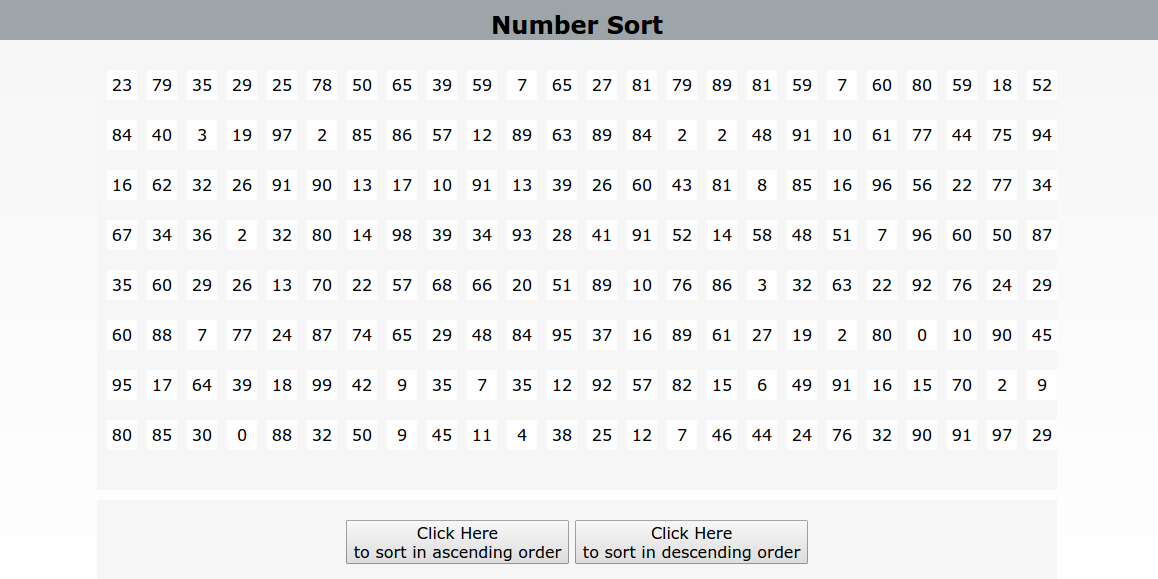 Number Sort
23 79 35 29 25 78 50 65 39 59 7 65 27 81 79 89 81 59 7 60 80 59 18 52
84 40 3 19 97 2 85 86 57 12 89 63 89 84 2 2 48 91 10 61 77 44 75 94
16 62 32 26 91 90 13 17 10 91 13 39 26 60 43 81 8 85 16 96 56 22 77 34
67 34 36 2 32 80 14 98 39 34 93 28 41 91 52 14 58 48 51 7 96 60 50 87
35 60 29 26 13 70 22 57 68 66 20 51 89 10 76 86 3 32 63 22 92 76 24 29
60 88 7 77 24 87 74 65 29 48 84 95 37 16 89 61 27 19 2 80 0 10 90 45
95 17 64 39 18 99 42 9 35 7 35 12 92 57 82 15 6 49 91 16 15 70 2 9
80 85 30 0 88 32 50 9 45 11 4 38 25 12 7 46 44 24 76 32 90 91 97 29
Click Here
to sort in ascending order
Click Here
to sort in descending order